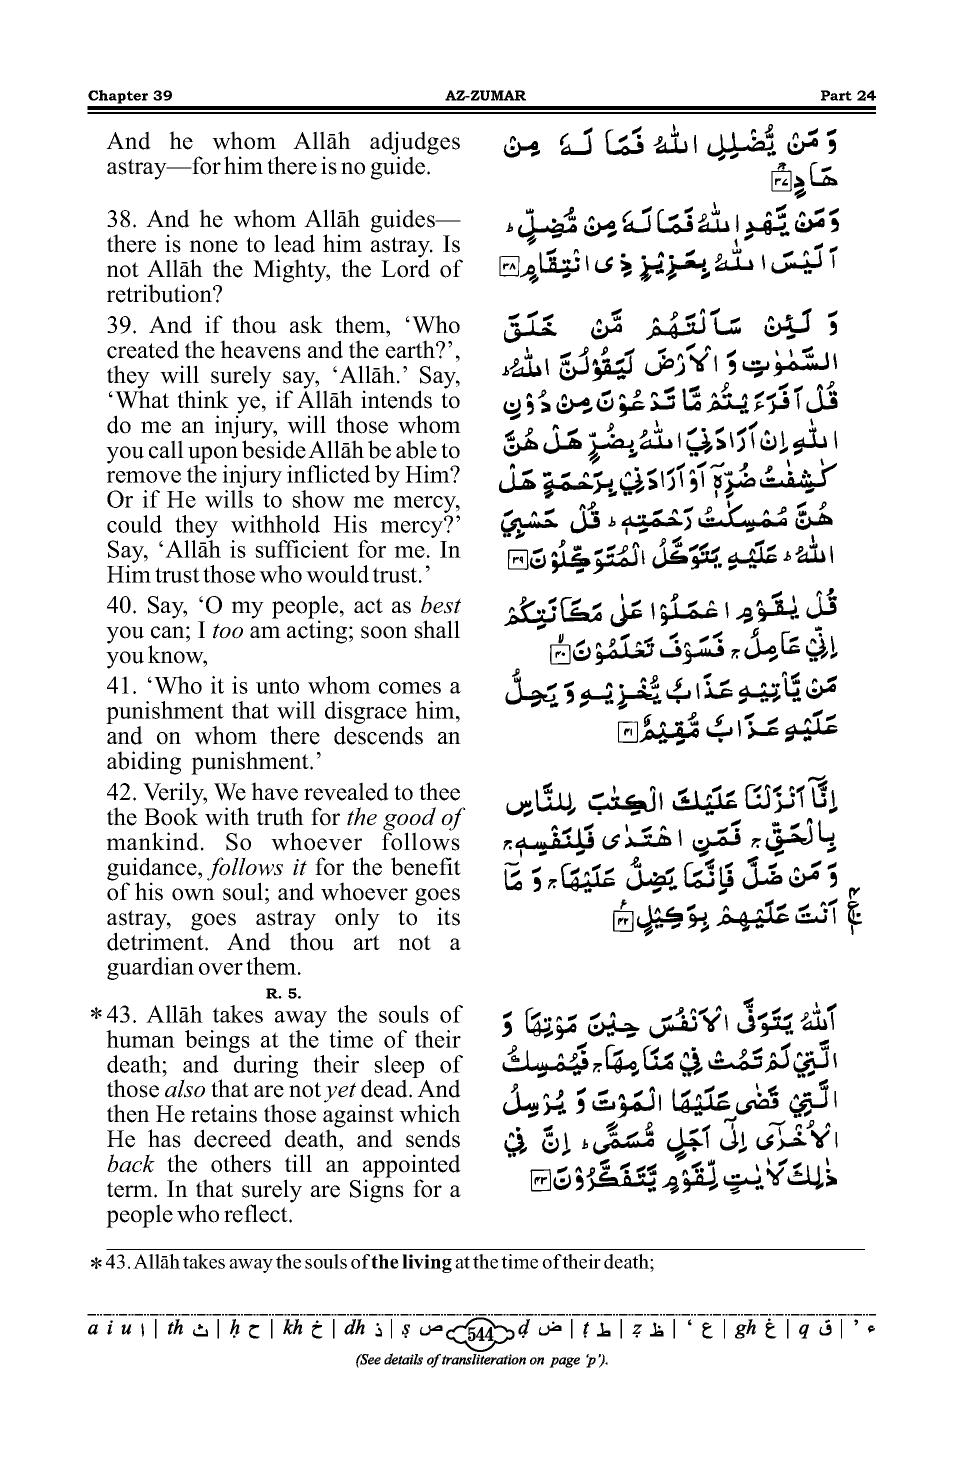 Chapter 39 AZ-ZUMAR Part 24
And he whom Allāh adjudges
astray—for him there is no guide.
38. And he whom Allāh guides—
there is none to lead him astray. Is
not Allāh the Mighty, the Lord of
retribution?
39. And if thou ask them, ‘Who
created the heavens and the earth?’,
they will surely say, ‘Allāh.’ Say,
‘What think ye, if Allāh intends to
do me an injury, will those whom
you call upon beside Allāh be able to
remove the injury inflicted by Him?
Or if He wills to show me mercy,
could they withhold His mercy?’
Say, ‘Allāh is sufficient for me. In
Him trust those who would trust.’
40. Say, ‘O my people, act as best
you can; I too am acting; soon shall
you know,
41. ‘Who it is unto whom comes a
punishment that will disgrace him,
and on whom there descends an
abiding punishment.’
42. Verily, We have revealed to thee
the Book with truth for the good of
mankind. So whoever follows
guidance, follows it for the benefit
of his own soul; and whoever goes
astray, goes astray only to its
detriment. And thou art not a
guardian over them.
R. 5.
*43. Allāh takes away the souls of
human beings at the time of their
death; and during their sleep of
those also that are not yet dead. And
then He retains those against which
He has decreed death, and sends
back the others till an appointed
term. In that surely are Signs for a
people who reflect.
وَ مَنْ يُّضْلِلِ اللّٰهُ فَمَا لَهٗ مِنْ
هَادٍ ۚ ۳۷
وَ مَنْ يَّهْدِ اللّٰهُ فَمَا لَهٗ مِنْ مُّضِلٍّ ؕ
اَلَيْسَ اللّٰهُ بِعَزِيْزٍ ذِى انْتِقَامٍ ۳۸
وَ لَئِنْ سَاَلْتَهُمْ مَّنْ خَلَقَ
السَّمٰوٰتِ وَ الْاَرْضَ لَيَقُوْلُنَّ اللّٰهُ ؕ
قُلْ اَفَرَءَيْتُمْ مَّا تَدْعُوْنَ مِنْ دُوْنِ
اللّٰهِ اِنْ اَرَادَنِيَ اللّٰهُ بِضُرٍّ هَلْ هُنَّ
كٰشِفٰتُ ضُرِّهٖۤ اَوْ اَرَادَنِيْ بِرَحْمَةٍ هَلْ
هُنَّ مُمْسِكٰتُ رَحْمَتِهٖ ؕ قُلْ حَسْبِيَ
اللّٰهُ ؕ عَلَيْهِ يَتَوَكَّلُ الْمُتَوَكِّلُوْنَ ۳۹
قُلْ يٰقَوْمِ اعْمَلُوْا عَلٰى مَكَانَتِكُمْ
اِنِّيْ عَامِلٌ ۚ فَسَوْفَ تَعْلَمُوْنَ ۙ ۴۰
مَنْ يَّاْتِيْهِ عَذَابٌ يُّخْزِيْهِ وَ يَحِلُّ
عَلَيْهِ عَذَابٌ مُّقِيْمٌ ۴۱
اِنَّاۤ اَنْزَلْنَا عَلَيْكَ الْكِتٰبَ لِلنَّاسِ
بِالْحَقِّ ۚ فَمَنِ اهْتَدٰى فَلِنَفْسِهٖ ۚ
وَ مَنْ ضَلَّ فَاِنَّمَا يَضِلُّ عَلَيْهَا ۚ وَ مَاۤ
اَنْتَ عَلَيْهِمْ بِوَكِيْلٍ ۴۲
اَللّٰهُ يَتَوَفَّى الْاَنْفُسَ حِيْنَ مَوْتِهَا وَ
الَّتِيْ لَمْ تَمُتْ فِيْ مَنَامِهَا ۚ فَيُمْسِكُ
الَّتِيْ قَضٰى عَلَيْهَا الْمَوْتَ وَ يُرْسِلُ
الْاُخْرٰۤى اِلٰۤى اَجَلٍ مُّسَمًّى ؕ اِنَّ فِيْ
ذٰلِكَ لَاٰيٰتٍ لِّقَوْمٍ يَّتَفَكَّرُوْنَ ۴۳
*43. Allāh takes away the souls of the living at the time of their death;
a i u ا | th ث | ḥ ح | kh خ | dh ذ | ṣ ص 544 ḍ ض | ṭ ط | ẓ ظ | ‘ ع | gh غ | q ق | ’ ء
(See details of transliteration on page ‘p’).